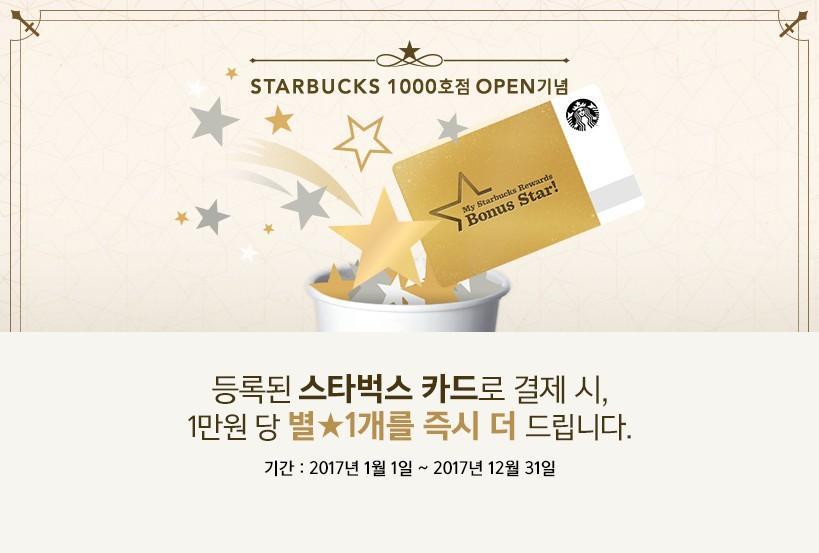 STARBUCKS 1000호점 OPEN기념
My Starbucks Rewards
Bonus Star!
등록된 스타벅스 카드로 결제 시,
1만원 당 별★1개를 즉시 더 드립니다.
기간 : 2017년 1월 1일 ~ 2017년 12월 31일